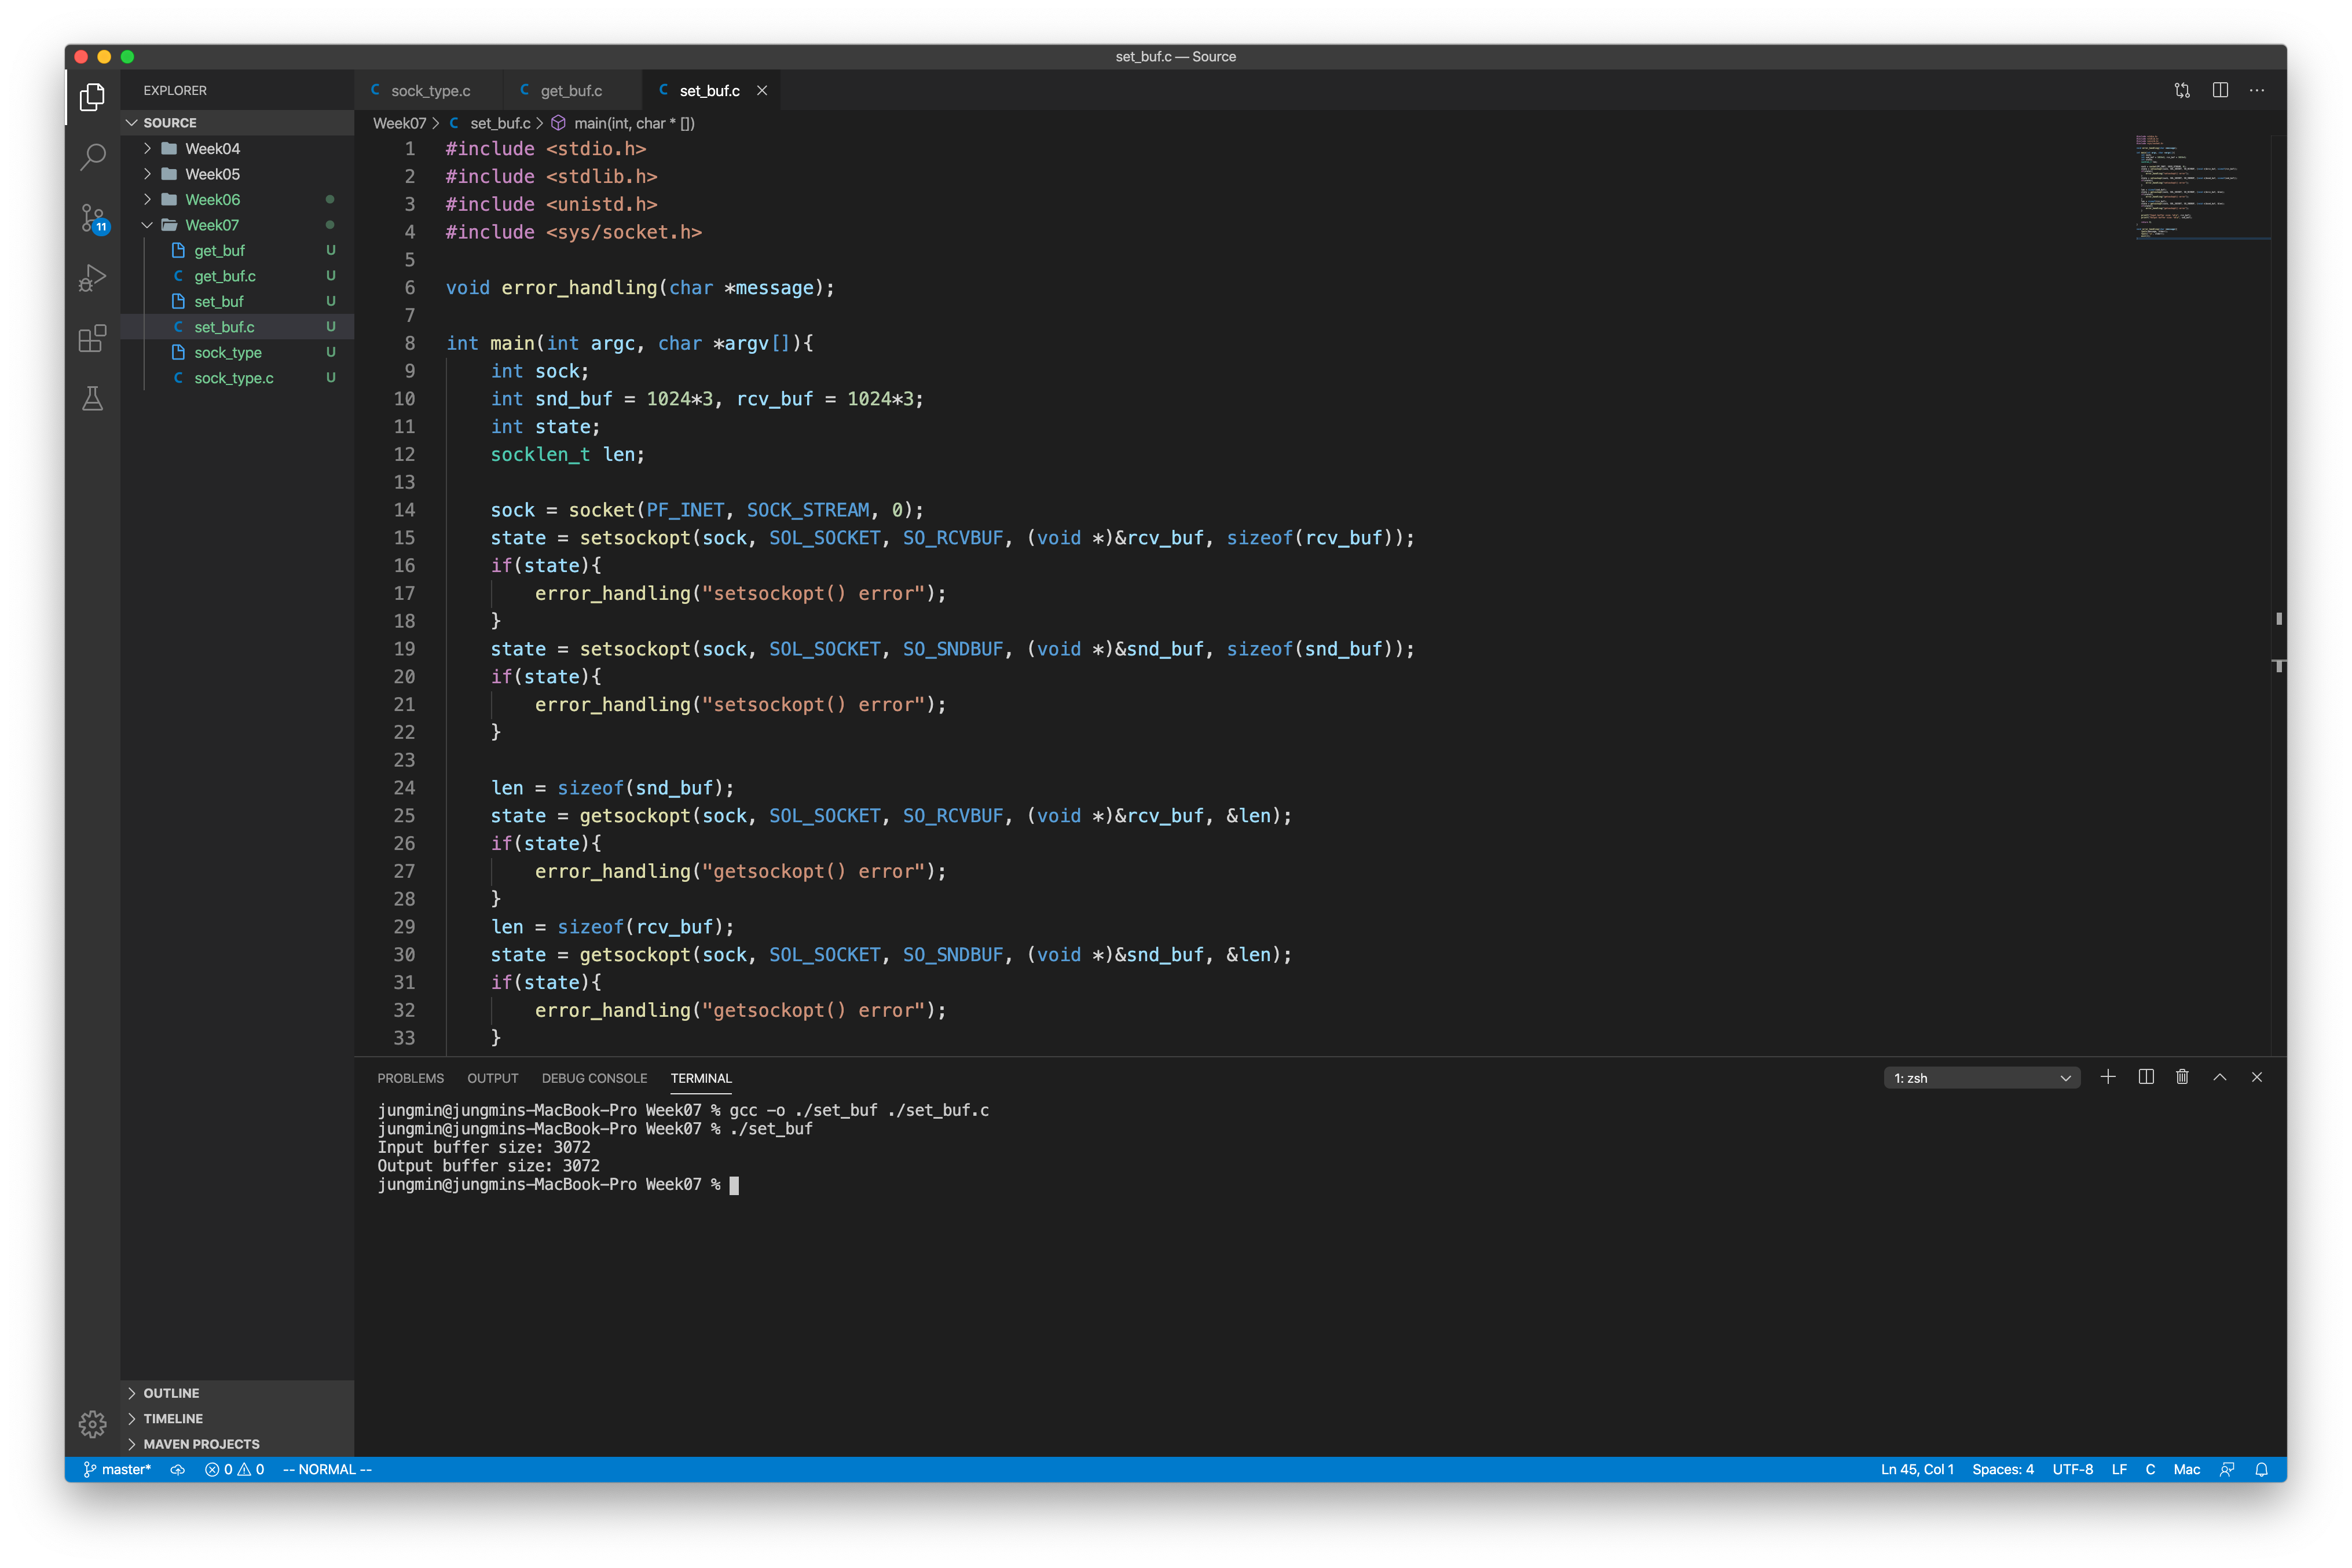 set_buf.c — Source
EXPLORER
SOURCE
Week04
Week05
Week06
Week07
get_buf U
get_buf.c U
set_buf U
set_buf.c U
sock_type U
sock_type.c U
OUTLINE
TIMELINE
MAVEN PROJECTS
11
sock_type.c get_buf.c set_buf.c
Week07 > C set_buf.c > main(int, char * [])
1 #include <stdio.h>
2 #include <stdlib.h>
3 #include <unistd.h>
4 #include <sys/socket.h>
5
6 void error_handling(char *message);
7
8 int main(int argc, char *argv[]){
9     int sock;
10     int snd_buf = 1024*3, rcv_buf = 1024*3;
11     int state;
12     socklen_t len;
13
14     sock = socket(PF_INET, SOCK_STREAM, 0);
15     state = setsockopt(sock, SOL_SOCKET, SO_RCVBUF, (void *)&rcv_buf, sizeof(rcv_buf));
16     if(state){
17         error_handling("setsockopt() error");
18     }
19     state = setsockopt(sock, SOL_SOCKET, SO_SNDBUF, (void *)&snd_buf, sizeof(snd_buf));
20     if(state){
21         error_handling("setsockopt() error");
22     }
23
24     len = sizeof(snd_buf);
25     state = getsockopt(sock, SOL_SOCKET, SO_RCVBUF, (void *)&rcv_buf, &len);
26     if(state){
27         error_handling("getsockopt() error");
28     }
29     len = sizeof(rcv_buf);
30     state = getsockopt(sock, SOL_SOCKET, SO_SNDBUF, (void *)&snd_buf, &len);
31     if(state){
32         error_handling("getsockopt() error");
33     }
PROBLEMS OUTPUT DEBUG CONSOLE TERMINAL 1: zsh
jungmin@jungmins-MacBook-Pro Week07 % gcc -o ./set_buf ./set_buf.c
jungmin@jungmins-MacBook-Pro Week07 % ./set_buf
Input buffer size: 3072
Output buffer size: 3072
jungmin@jungmins-MacBook-Pro Week07 %
master* 0 0 -- NORMAL -- Ln 45, Col 1 Spaces: 4 UTF-8 LF C Mac